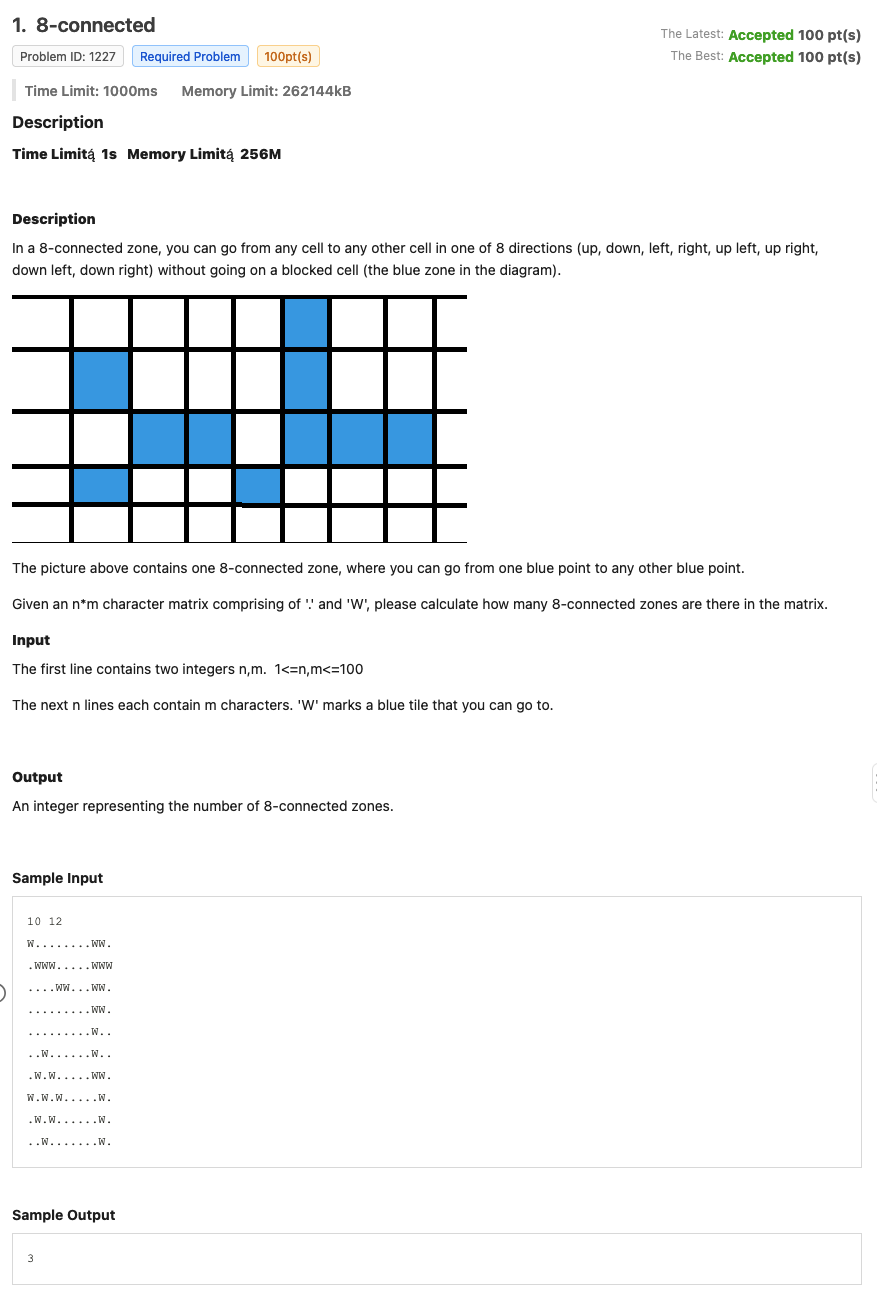 1. 8-connected
The Latest: Accepted 100 pt(s)
Problem ID: 1227 Required Problem 100pt(s)
The Best: Accepted 100 pt(s)
Time Limit: 1000ms Memory Limit: 262144kB
Description
Time Limitá 1s Memory Limitá 256M
Description
In a 8-connected zone, you can go from any cell to any other cell in one of 8 directions (up, down, left, right, up left, up right,
down left, down right) without going on a blocked cell (the blue zone in the diagram).
The picture above contains one 8-connected zone, where you can go from one blue point to any other blue point.
Given an n*m character matrix comprising of '.' and 'W', please calculate how many 8-connected zones are there in the matrix.
Input
The first line contains two integers n,m. 1<=n,m<=100
The next n lines each contain m characters. 'W' marks a blue tile that you can go to.
Output
An integer representing the number of 8-connected zones.
Sample Input
10 12
W........WW.
.WWW.....WWW
....WW...WW.
.........WW.
.........W..
..W......W..
.W.W.....WW.
W.W.W.....W.
.W.W......W.
..W.......W.
Sample Output
3